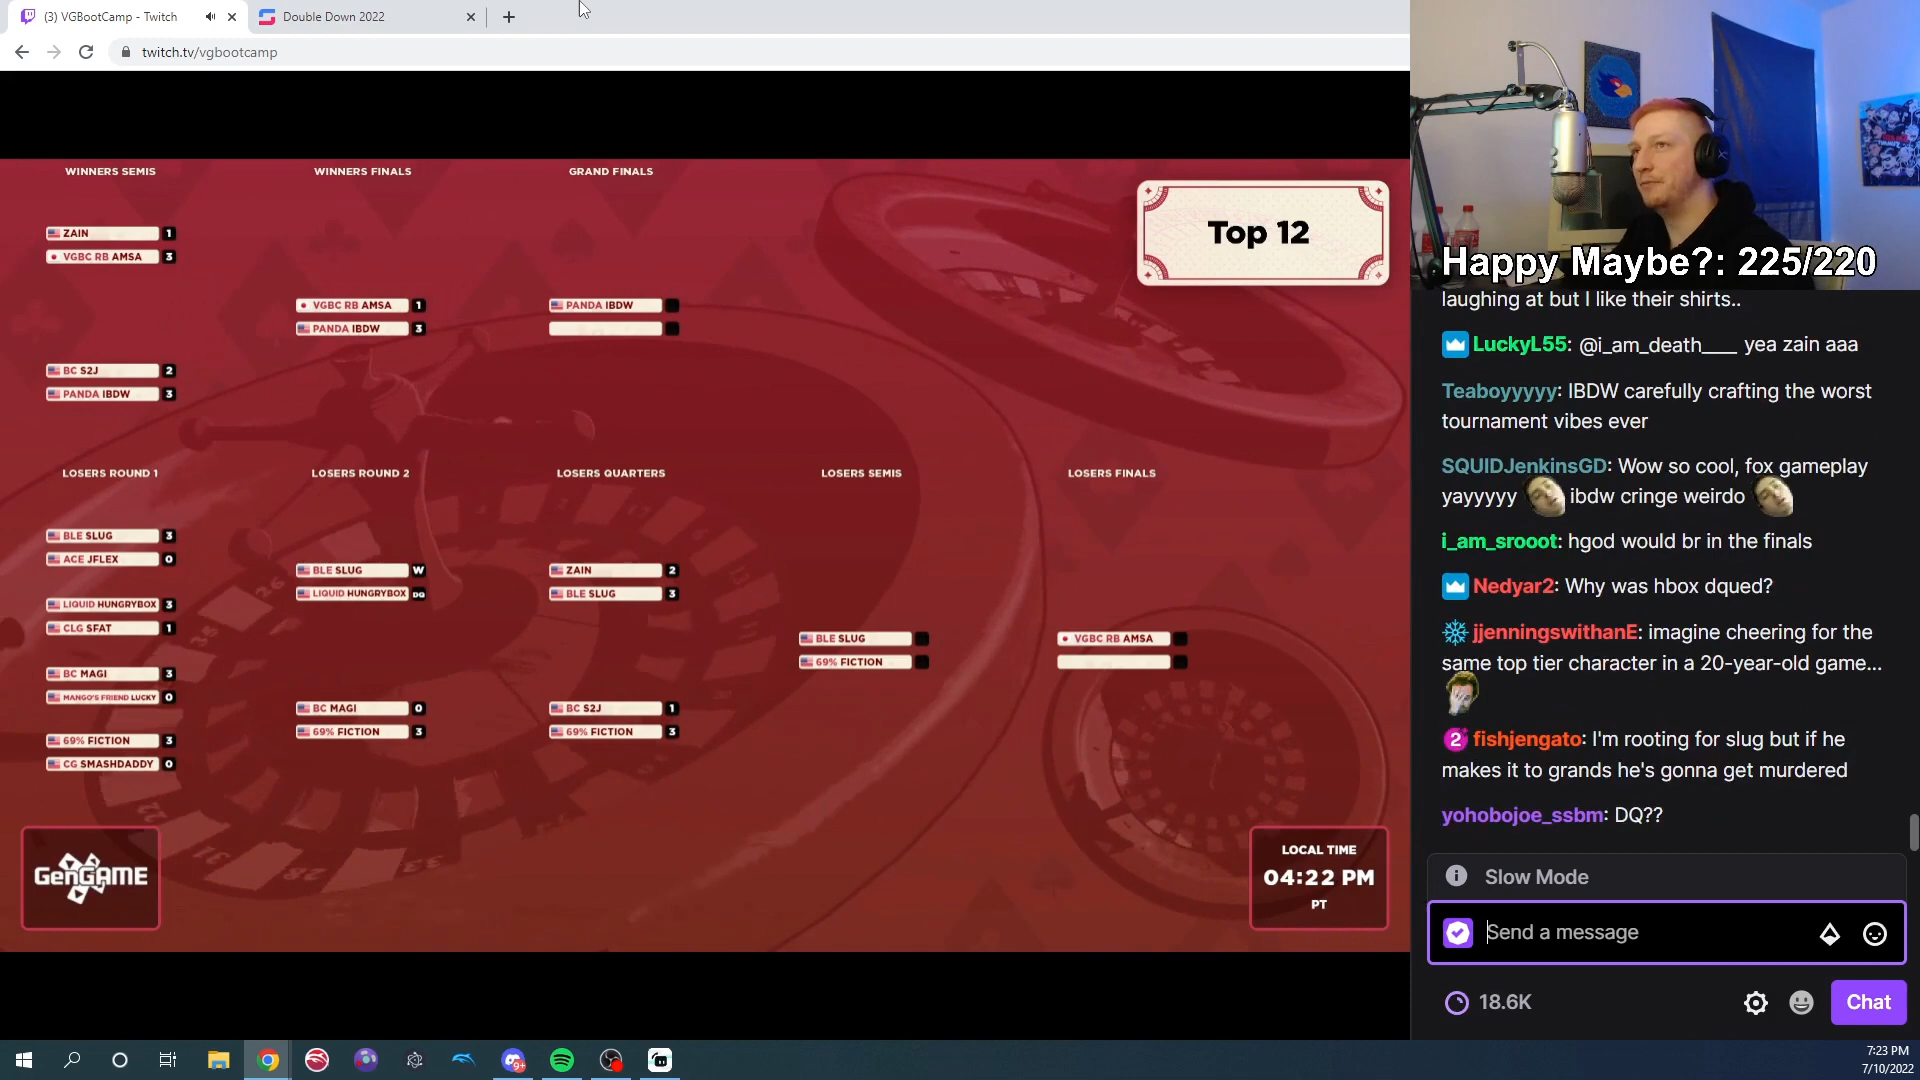 (3) VGBootCamp - Twitch
Double Down 2022
twitch.tv/vgbootcamp
WINNERS SEMIS
WINNERS FINALS
GRAND FINALS
Top 12
ZAIN 1
VGBC RB AMSA 3
VGBC RB AMSA 1
PANDA IBDW 3
PANDA IBDW
BC S2J 2
PANDA IBDW 3
LOSERS ROUND 1
LOSERS ROUND 2
LOSERS QUARTERS
LOSERS SEMIS
LOSERS FINALS
BLE SLUG 3
ACE JFLEX 0
LIQUID HUNGRYBOX 3
CLG SFAT 1
BC MAGI 3
MANGO'S FRIEND LUCKY 0
69% FICTION 3
CG SMASHDADDY 0
BLE SLUG W
LIQUID HUNGRYBOX DQ
BC MAGI 0
69% FICTION 3
ZAIN 2
BLE SLUG 3
BC S2J 1
69% FICTION 3
BLE SLUG
69% FICTION
VGBC RB AMSA
GENGAME
LOCAL TIME
04:22 PM
PT
Happy Maybe?: 225/220
laughing at but I like their shirts..
LuckyL55: @i_am_death____ yea zain aaa
Teaboyyyyy: IBDW carefully crafting the worst
tournament vibes ever
SQUIDJenkinsGD: Wow so cool, fox gameplay
yayyyyy ibdw cringe weirdo
i_am_srooot: hgod would br in the finals
Nedyar2: Why was hbox dqued?
jjenningswithanE: imagine cheering for the
same top tier character in a 20-year-old game...
2 fishjengato: I'm rooting for slug but if he
makes it to grands he's gonna get murdered
yohobojoe_ssbm: DQ??
Slow Mode
Send a message
18.6K
Chat
9+
7:23 PM
7/10/2022